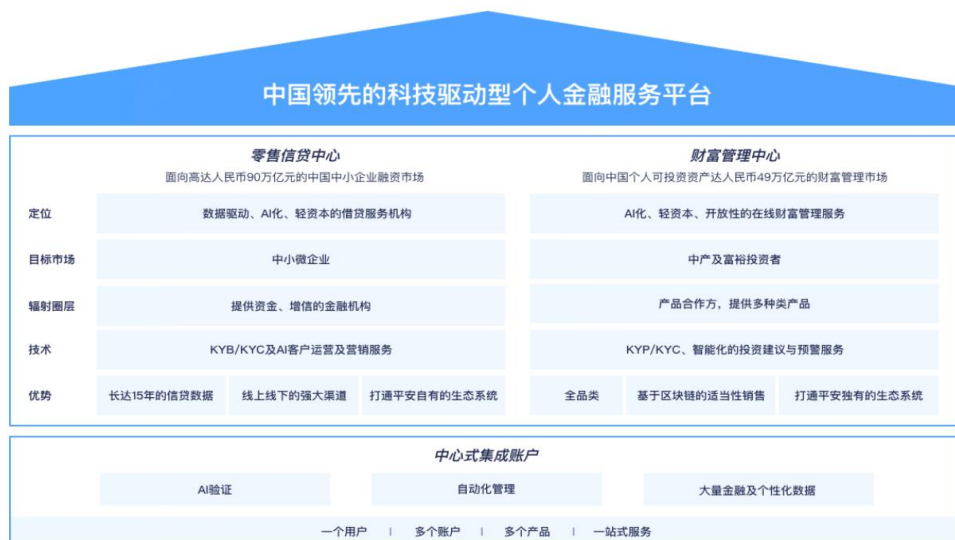 中国领先的科技驱动型个人金融服务平台
零售信贷中心
面向高达人民币90万亿元的中国中小企业融资市场
财富管理中心
面向中国个人可投资资产达人民币49万亿元的财富管理市场
定位
数据驱动、AI化、轻资本的借贷服务机构
AI化、轻资本、开放性的在线财富管理服务
目标市场
中小微企业
中产及富裕投资者
辐射圈层
提供资金、增信的金融机构
产品合作方，提供多种类产品
技术
KYB/KYC及AI客户运营及营销服务
KYP/KYC、智能化的投资建议与预警服务
优势
长达15年的信贷数据
线上线下的强大渠道
打通平安自有的生态系统
全品类
基于区块链的适当性销售
打通平安独有的生态系统
中心式集成账户
AI验证
自动化管理
大量金融及个性化数据
一个用户 | 多个账户 | 多个产品 | 一站式服务